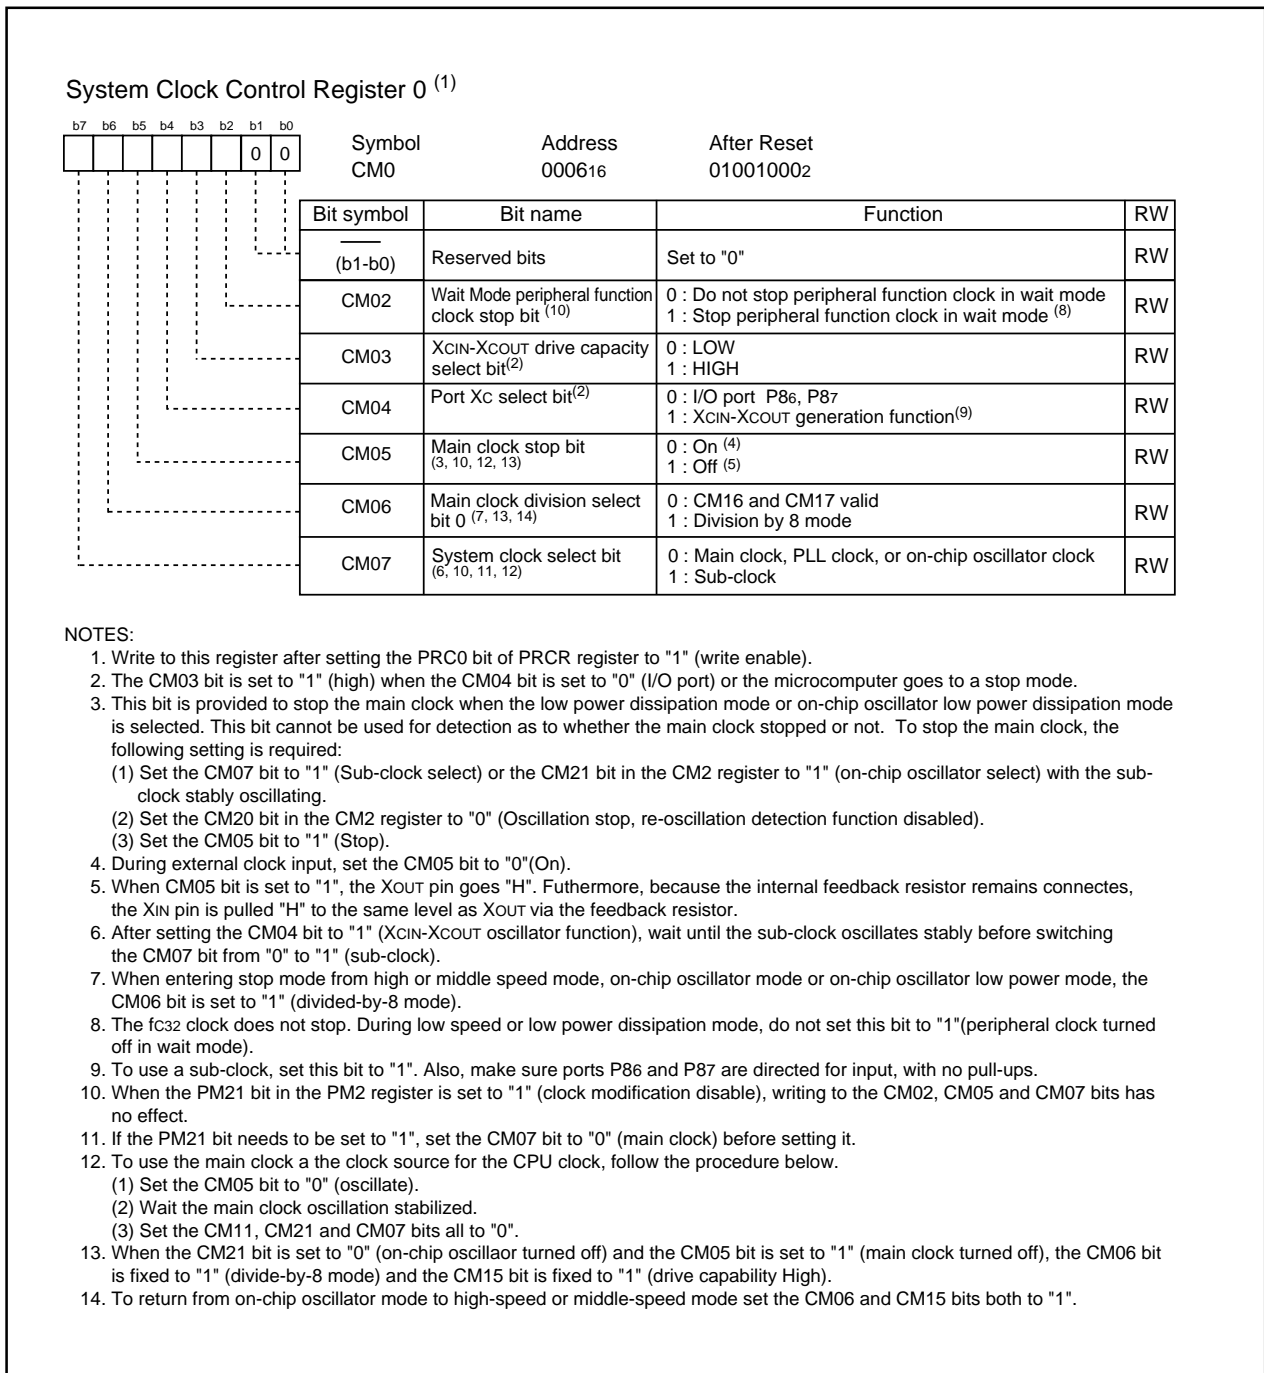 System Clock Control Register 0 (1)
b7 b6 b5 b4 b3 b2 b1 b0
0 0
Symbol Address After Reset
CM0 000616 010010002
Bit symbol Bit name Function RW
(b1-b0) Reserved bits Set to "0" RW
CM02 Wait Mode peripheral function 0 : Do not stop peripheral function clock in wait mode RW
clock stop bit (10) 1 : Stop peripheral function clock in wait mode (8)
CM03 XCIN-XCOUT drive capacity 0 : LOW RW
select bit(2) 1 : HIGH
CM04 Port XC select bit(2) 0 : I/O port P86, P87 RW
1 : XCIN-XCOUT generation function(9)
CM05 Main clock stop bit 0 : On (4) RW
(3, 10, 12, 13) 1 : Off (5)
CM06 Main clock division select 0 : CM16 and CM17 valid RW
bit 0 (7, 13, 14) 1 : Division by 8 mode
CM07 System clock select bit 0 : Main clock, PLL clock, or on-chip oscillator clock RW
(6, 10, 11, 12) 1 : Sub-clock
NOTES:
1. Write to this register after setting the PRC0 bit of PRCR register to "1" (write enable).
2. The CM03 bit is set to "1" (high) when the CM04 bit is set to "0" (I/O port) or the microcomputer goes to a stop mode.
3. This bit is provided to stop the main clock when the low power dissipation mode or on-chip oscillator low power dissipation mode
is selected. This bit cannot be used for detection as to whether the main clock stopped or not. To stop the main clock, the
following setting is required:
(1) Set the CM07 bit to "1" (Sub-clock select) or the CM21 bit in the CM2 register to "1" (on-chip oscillator select) with the sub-
clock stably oscillating.
(2) Set the CM20 bit in the CM2 register to "0" (Oscillation stop, re-oscillation detection function disabled).
(3) Set the CM05 bit to "1" (Stop).
4. During external clock input, set the CM05 bit to "0"(On).
5. When CM05 bit is set to "1", the XOUT pin goes "H". Futhermore, because the internal feedback resistor remains connectes,
the XIN pin is pulled "H" to the same level as XOUT via the feedback resistor.
6. After setting the CM04 bit to "1" (XCIN-XCOUT oscillator function), wait until the sub-clock oscillates stably before switching
the CM07 bit from "0" to "1" (sub-clock).
7. When entering stop mode from high or middle speed mode, on-chip oscillator mode or on-chip oscillator low power mode, the
CM06 bit is set to "1" (divided-by-8 mode).
8. The fC32 clock does not stop. During low speed or low power dissipation mode, do not set this bit to "1"(peripheral clock turned
off in wait mode).
9. To use a sub-clock, set this bit to "1". Also, make sure ports P86 and P87 are directed for input, with no pull-ups.
10. When the PM21 bit in the PM2 register is set to "1" (clock modification disable), writing to the CM02, CM05 and CM07 bits has
no effect.
11. If the PM21 bit needs to be set to "1", set the CM07 bit to "0" (main clock) before setting it.
12. To use the main clock a the clock source for the CPU clock, follow the procedure below.
(1) Set the CM05 bit to "0" (oscillate).
(2) Wait the main clock oscillation stabilized.
(3) Set the CM11, CM21 and CM07 bits all to "0".
13. When the CM21 bit is set to "0" (on-chip oscillaor turned off) and the CM05 bit is set to "1" (main clock turned off), the CM06 bit
is fixed to "1" (divide-by-8 mode) and the CM15 bit is fixed to "1" (drive capability High).
14. To return from on-chip oscillator mode to high-speed or middle-speed mode set the CM06 and CM15 bits both to "1".